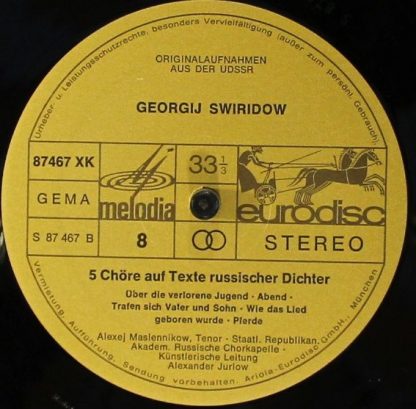 Urheber u. Leistungsschutzrechte, besonders Vervielfältigung (außer zum persönl. Gebrauch)
ORIGINALAUFNAHMEN
AUS DER UDSSR
GEORGIJ SWIRIDOW
87467 XK
33 1/3
GEMA
melodia
eurodisc
S 87 467 B
8
STEREO
5 Chöre auf Texte russischer Dichter
Über die verlorene Jugend · Abend ·
Trafen sich Vater und Sohn · Wie das Lied
geboren wurde · Pferde
Alexej Maslennikow, Tenor · Staatl. Republikan.
Akadem. Russische Chorkapelle ·
Künstlerische Leitung
Alexander Jurlow
Vermietung, Aufführung, Sendung vorbehalten. Ariola-Eurodisc-GmbH., München